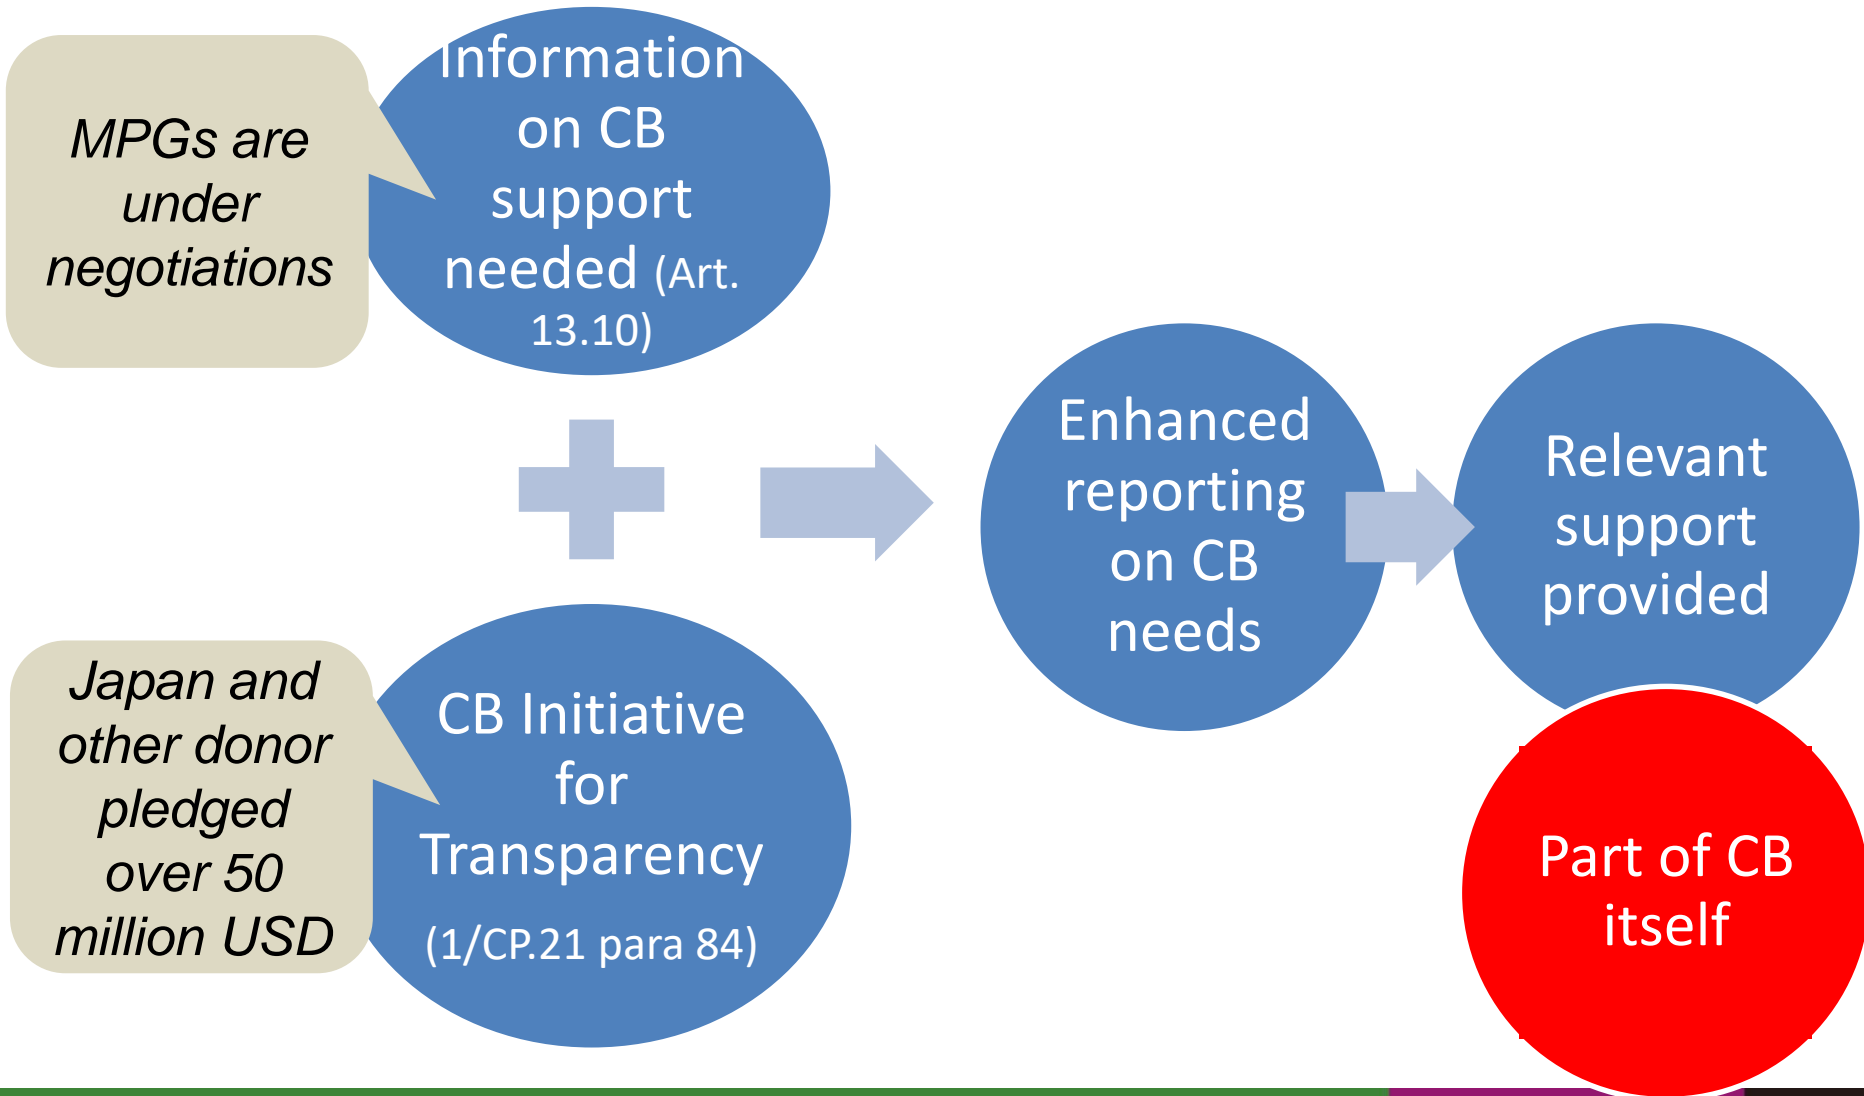 MPGs are
under
negotiations
Information
on CB
support
needed (Art.
13.10)
Japan and
other donor
pledged
over 50
million USD
CB Initiative
for
Transparency
(1/CP.21 para 84)
Enhanced
reporting
on CB
needs
Relevant
support
provided
Part of CB
itself